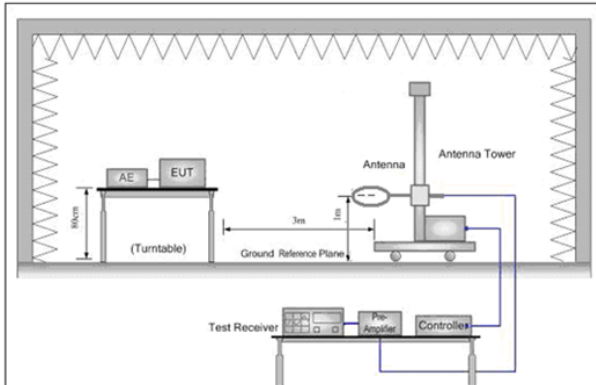 Antenna
Antenna Tower
AE
EUT
80cm
(Turntable)
3m
1m
Ground Reference Plane
Test Receiver
Pre-
Amplifier
Controller